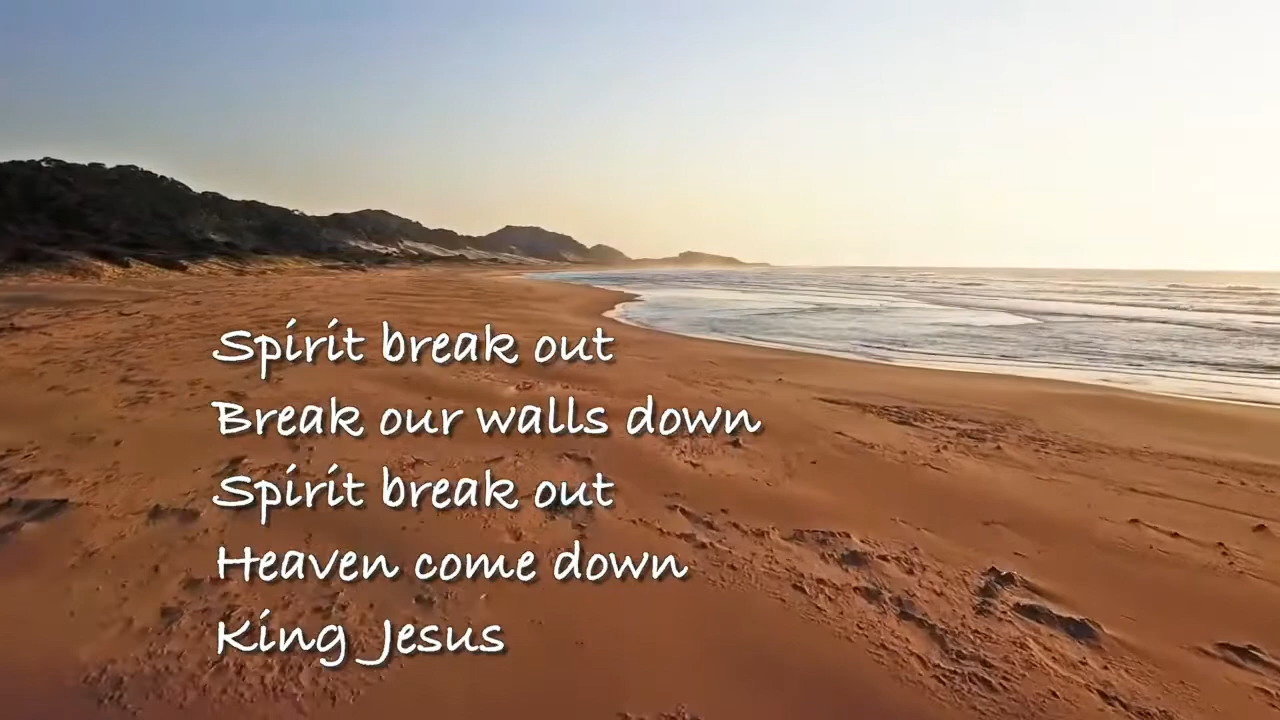 Spirit break out
Break our walls down
Spirit break out
Heaven come down
King Jesus